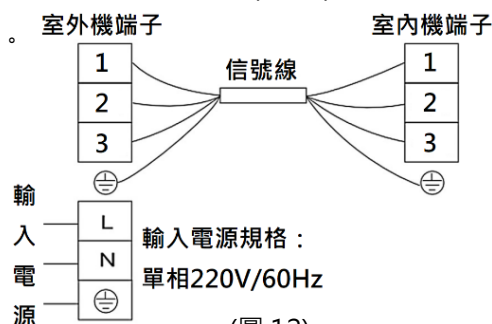 室外機端子 室內機端子
。
1 信號線 1
2 2
3 3
輸入電源
L 輸入電源規格：
N 單相220V/60Hz